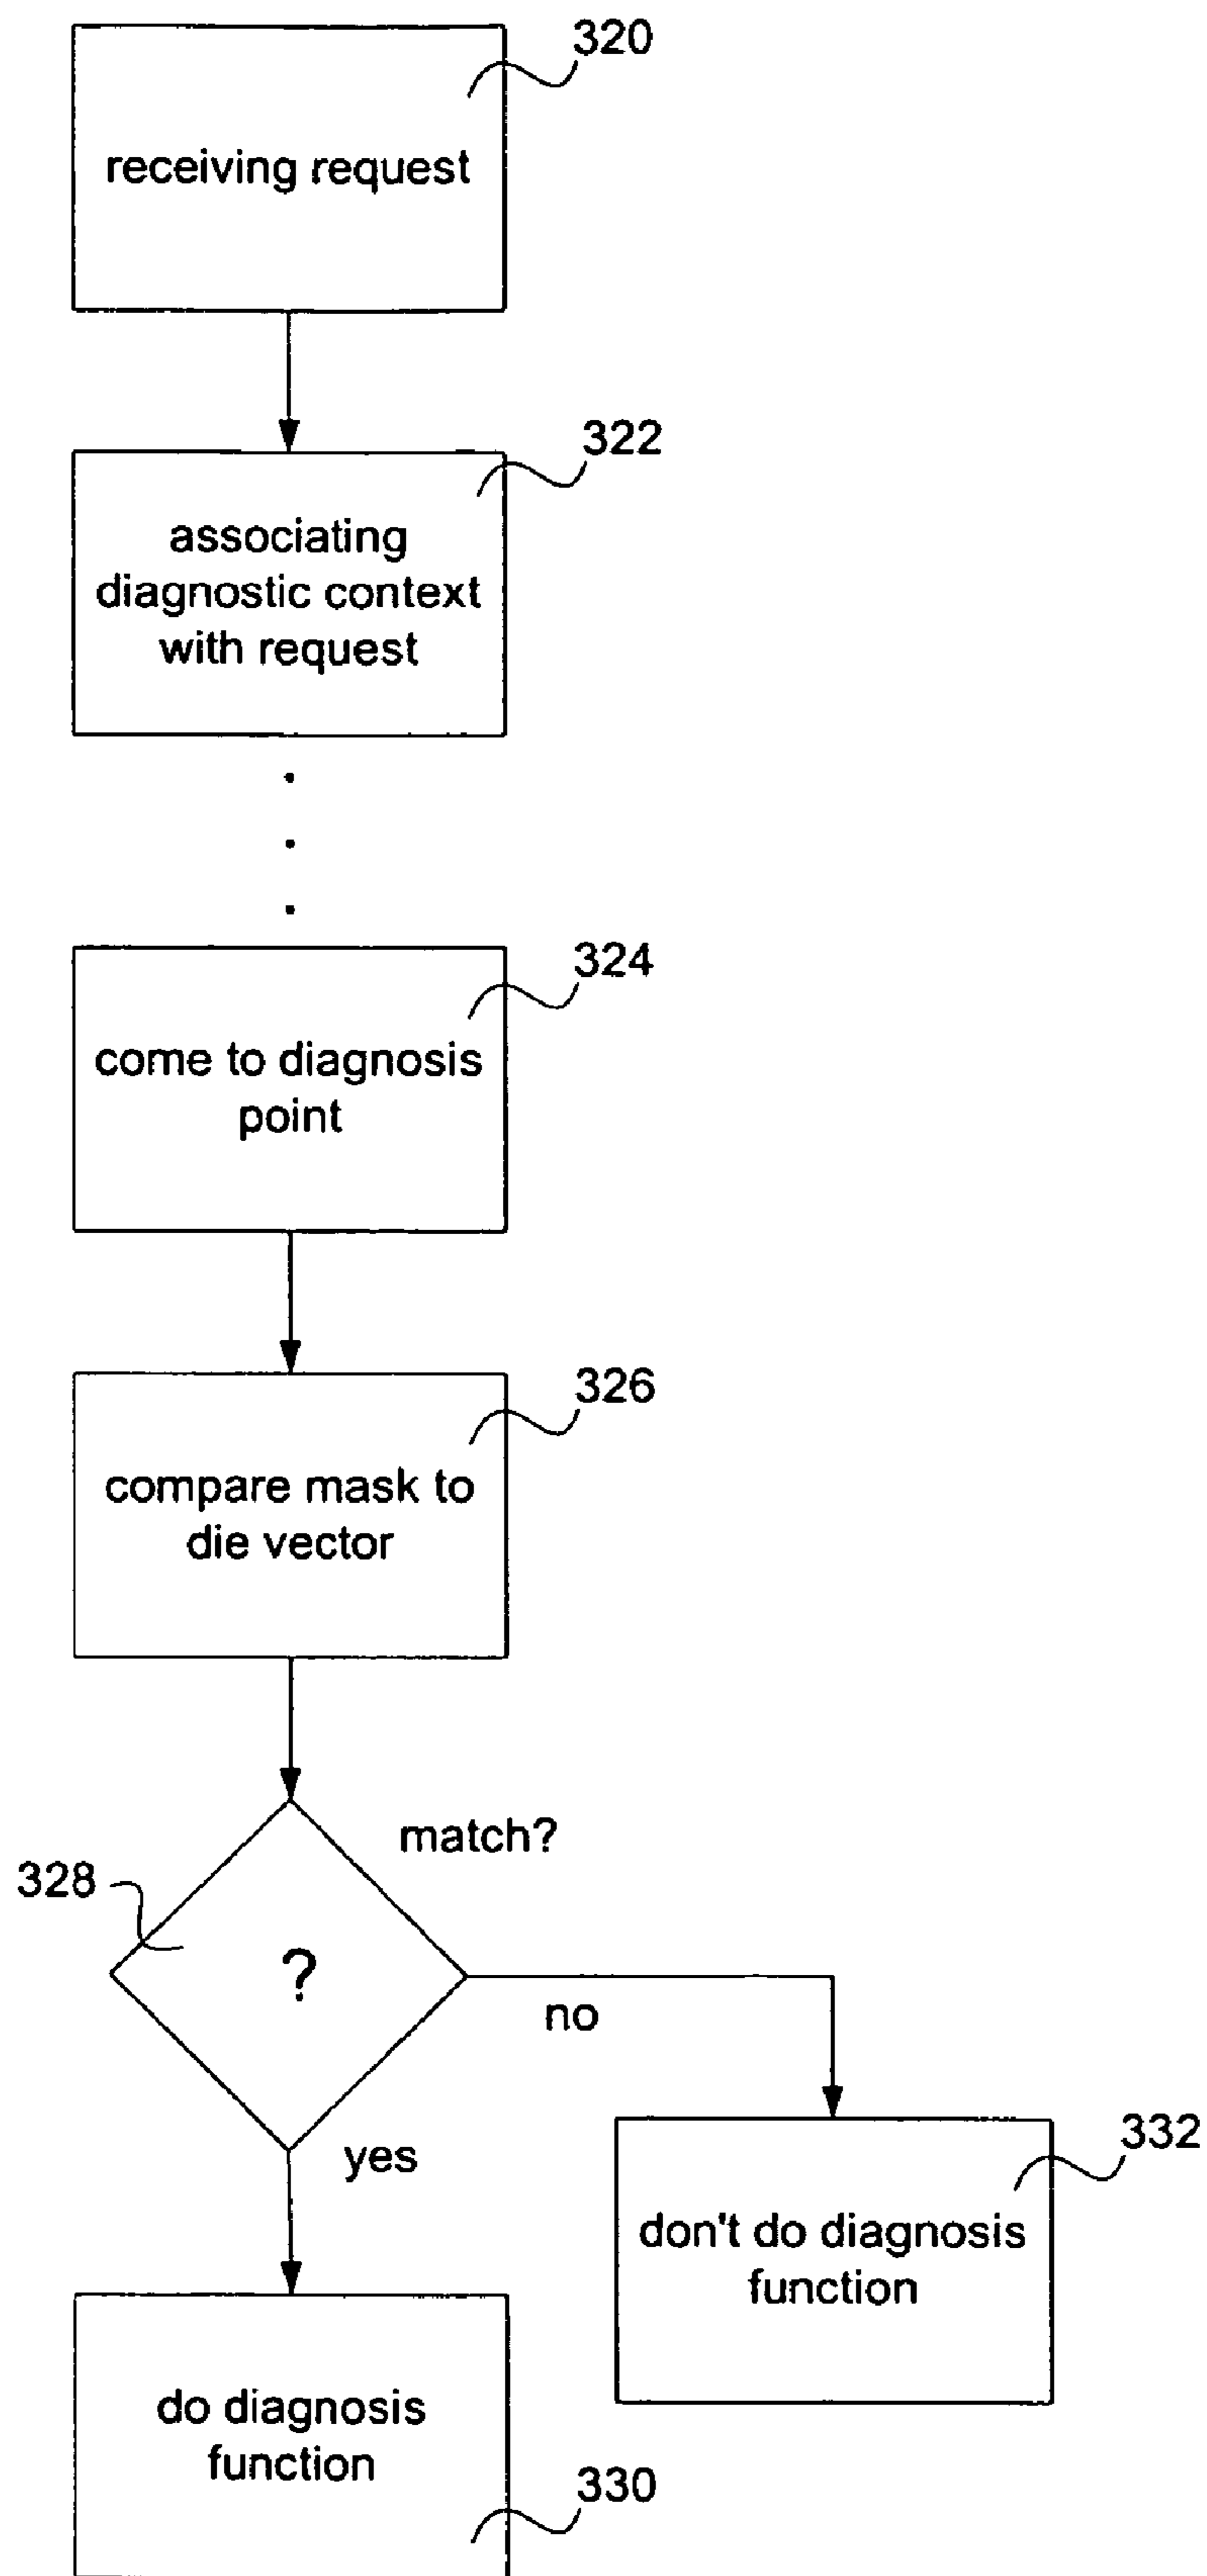 320
receiving request
322
associating
diagnostic context
with request
324
come to diagnosis
point
326
compare mask to
die vector
match?
328
?
no
yes
332
don't do diagnosis
function
do diagnosis
function
330